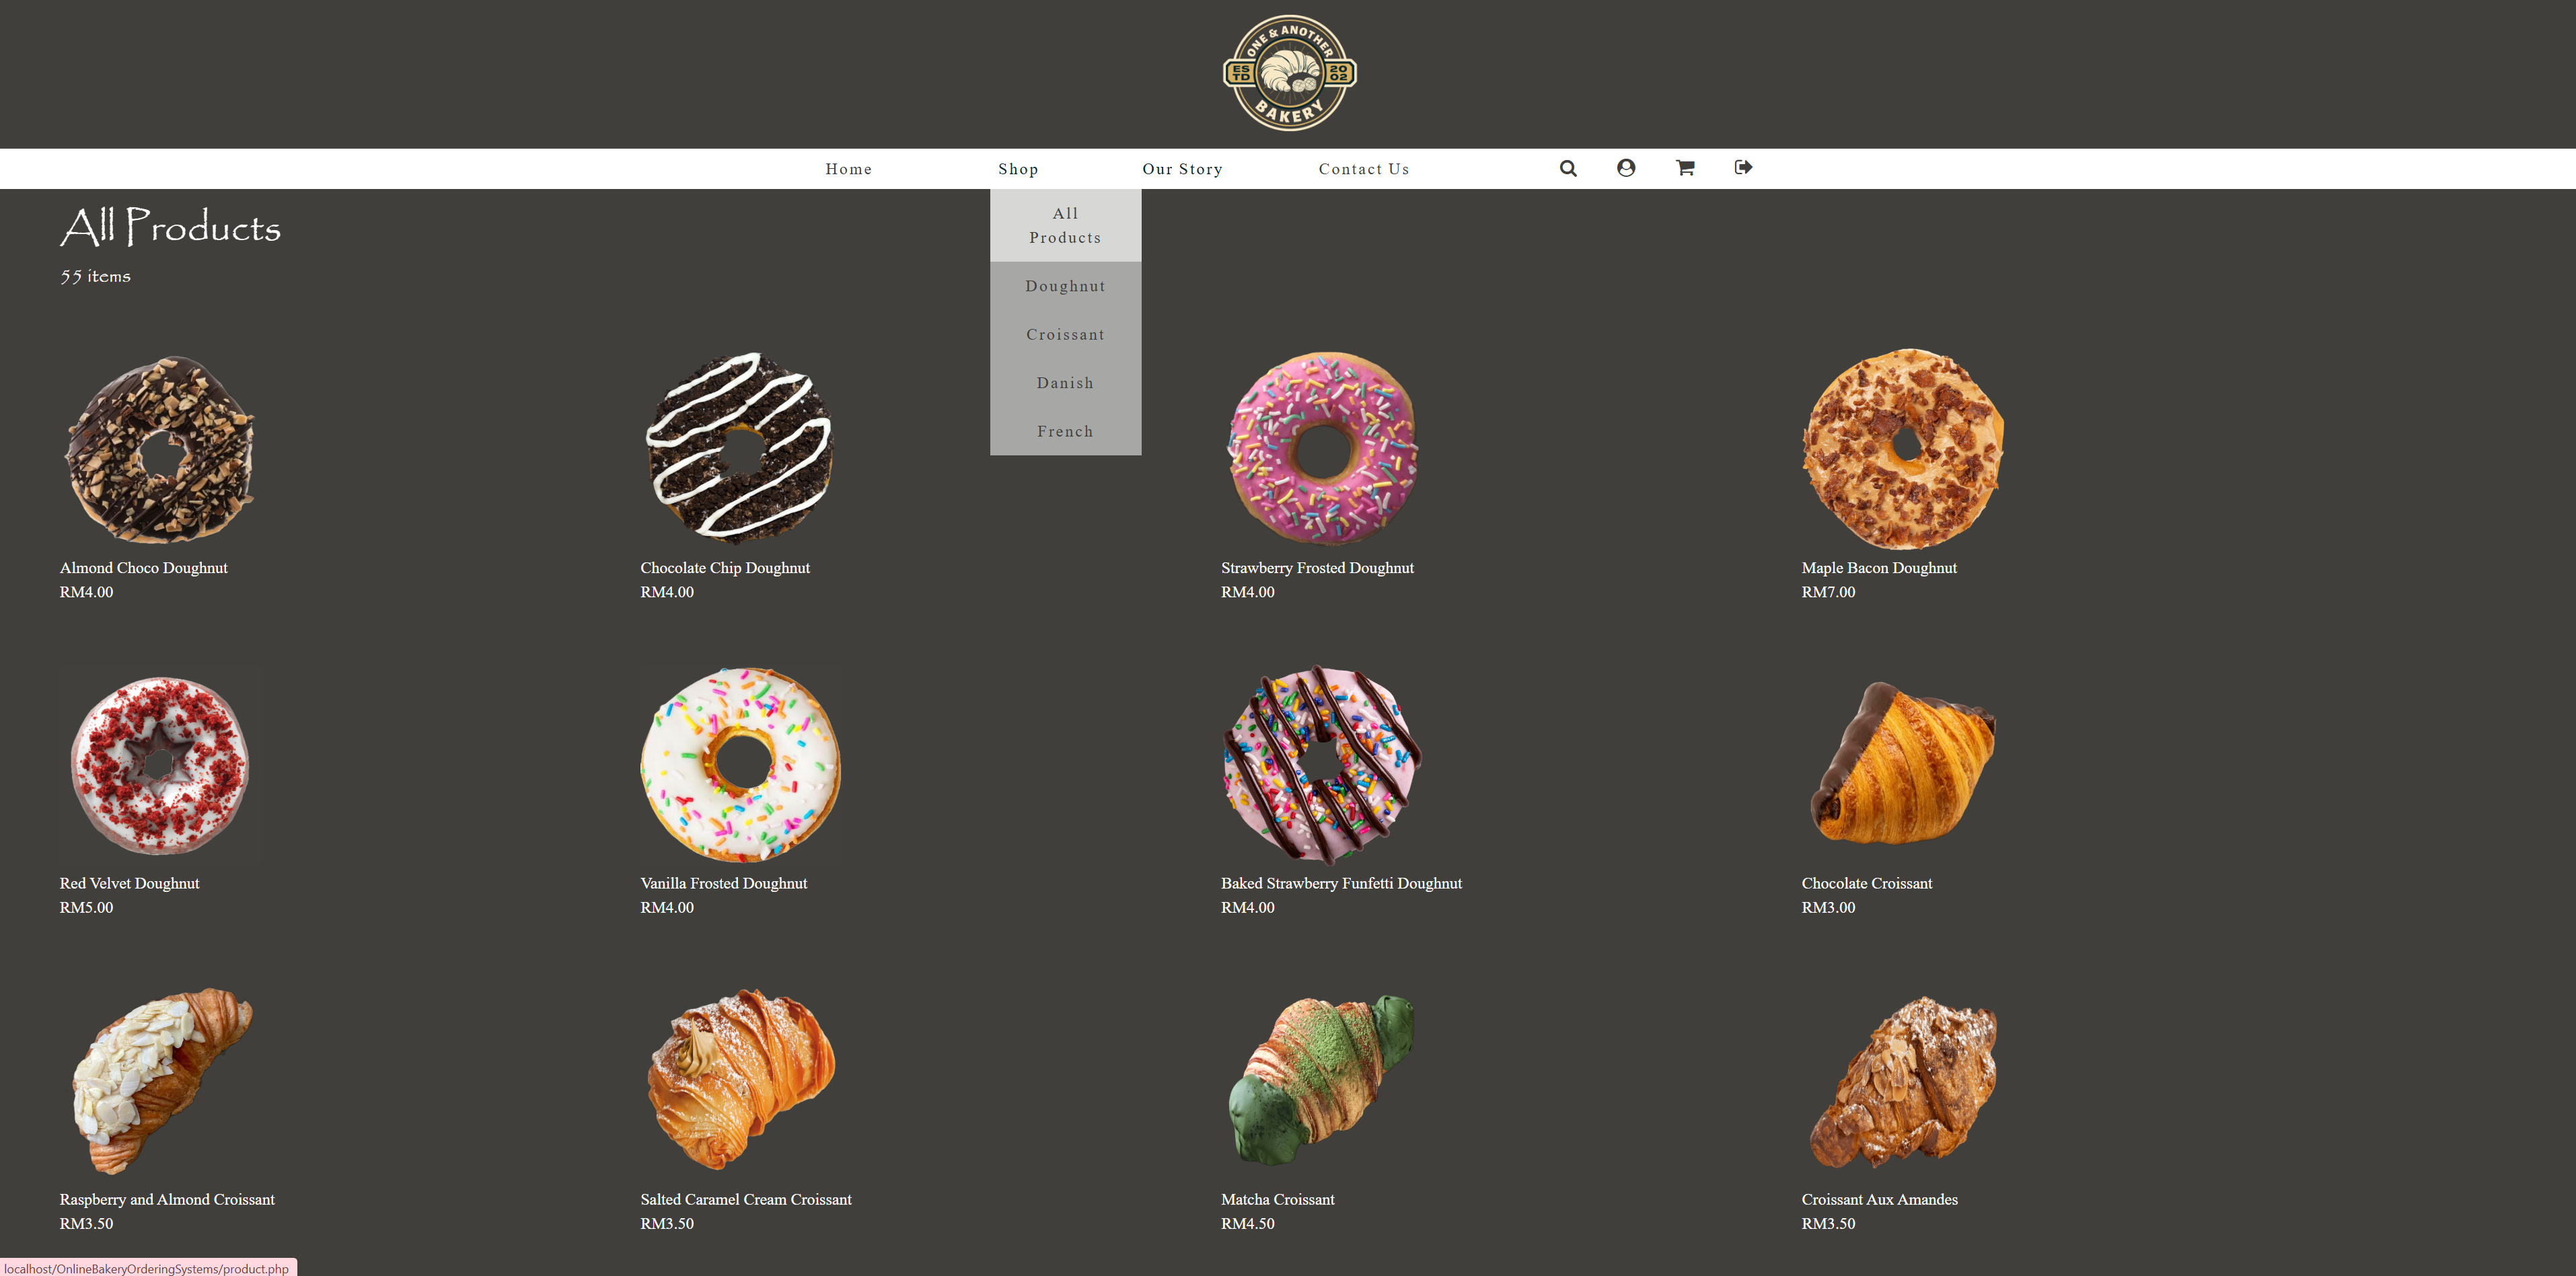 ONE & ANOTHER
ES
TD
20
02
BAKERY
Home
Shop
Our Story
Contact Us
All Products
55 items
All
Products
Doughnut
Croissant
Danish
French
Almond Choco Doughnut
RM4.00
Chocolate Chip Doughnut
RM4.00
Strawberry Frosted Doughnut
RM4.00
Maple Bacon Doughnut
RM7.00
Red Velvet Doughnut
RM5.00
Vanilla Frosted Doughnut
RM4.00
Baked Strawberry Funfetti Doughnut
RM4.00
Chocolate Croissant
RM3.00
Raspberry and Almond Croissant
RM3.50
Salted Caramel Cream Croissant
RM3.50
Matcha Croissant
RM4.50
Croissant Aux Amandes
RM3.50
localhost/OnlineBakeryOrderingSystems/product.php